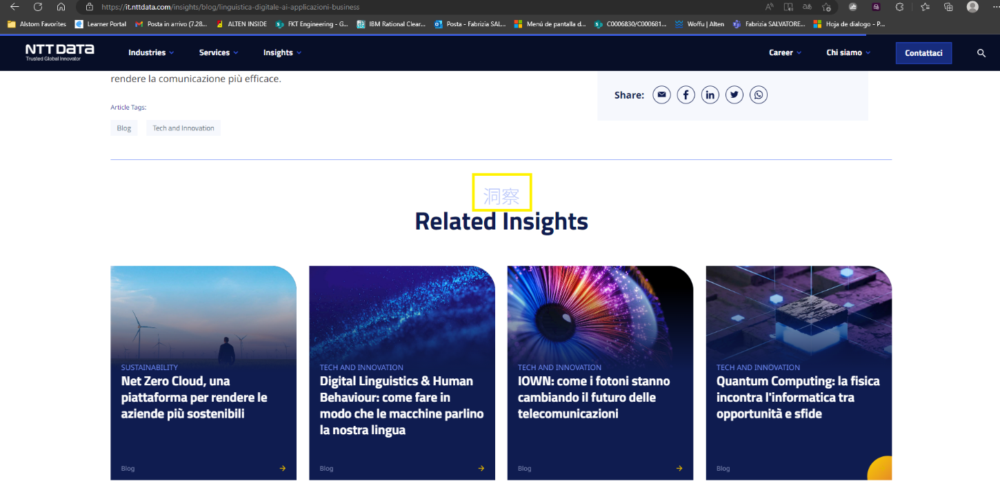 https://it.nttdata.com/insights/blog/linguistica-digitale-ai-applicazioni-business
Alstom Favorites
Learner Portal
Posta in arrivo (7,28...
ALTEN INSIDE
FKT Engineering - G...
IBM Rational Clear...
Posta - Fabrizia SAL...
Menú de pantalla d...
C0006830/C000681...
Woffu | Alten
Fabrizia SALVATORE...
Hoja de dialogo - P...
NTT DATA
Trusted Global Innovator
Industries
Services
Insights
Career
Chi siamo
Contattaci
rendere la comunicazione più efficace.
Share:
Article Tags:
Blog
Tech and Innovation
洞察
Related Insights
SUSTAINABILITY
Net Zero Cloud, una
piattaforma per rendere le
aziende più sostenibili
Blog
TECH AND INNOVATION
Digital Linguistics & Human
Behaviour: come fare in
modo che le macchine parlino
la nostra lingua
Blog
TECH AND INNOVATION
IOWN: come i fotoni stanno
cambiando il futuro delle
telecomunicazioni
Blog
TECH AND INNOVATION
Quantum Computing: la fisica
incontra l'informatica tra
opportunità e sfide
Blog